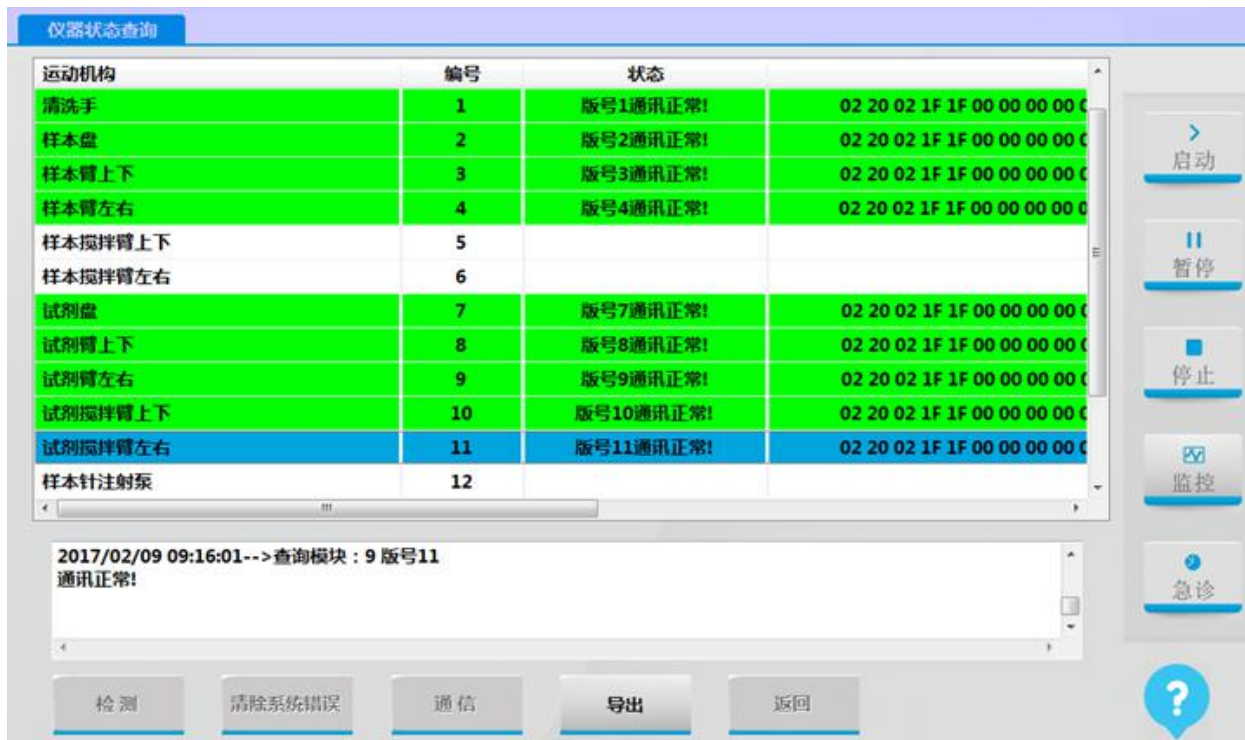 仪器状态查询
运动机构 编号 状态
清洗手 1 版号1通讯正常! 02 20 02 1F 1F 00 00 00 00
样本盘 2 版号2通讯正常! 02 20 02 1F 1F 00 00 00 00
样本臂上下 3 版号3通讯正常! 02 20 02 1F 1F 00 00 00 00
样本臂左右 4 版号4通讯正常! 02 20 02 1F 1F 00 00 00 00
样本搅拌臂上下 5
样本搅拌臂左右 6
试剂盘 7 版号7通讯正常! 02 20 02 1F 1F 00 00 00 00
试剂臂上下 8 版号8通讯正常! 02 20 02 1F 1F 00 00 00 00
试剂臂左右 9 版号9通讯正常! 02 20 02 1F 1F 00 00 00 00
试剂搅拌臂上下 10 版号10通讯正常! 02 20 02 1F 1F 00 00 00 00
试剂搅拌臂左右 11 版号11通讯正常! 02 20 02 1F 1F 00 00 00 00
样本针注射泵 12
2017/02/09 09:16:01-->查询模块：9 版号11
通讯正常!
检测 清除系统错误 通信 导出 返回
启动
暂停
停止
监控
急诊
?